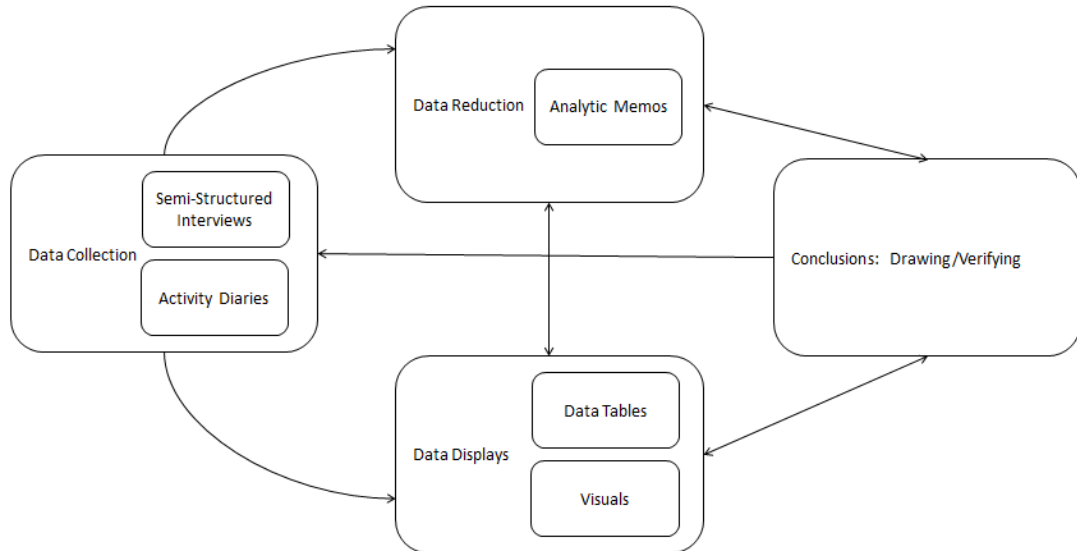 Data Reduction
Analytic Memos
Semi-Structured
Interviews
Data Collection
Activity Diaries
Conclusions: Drawing/Verifying
Data Tables
Data Displays
Visuals